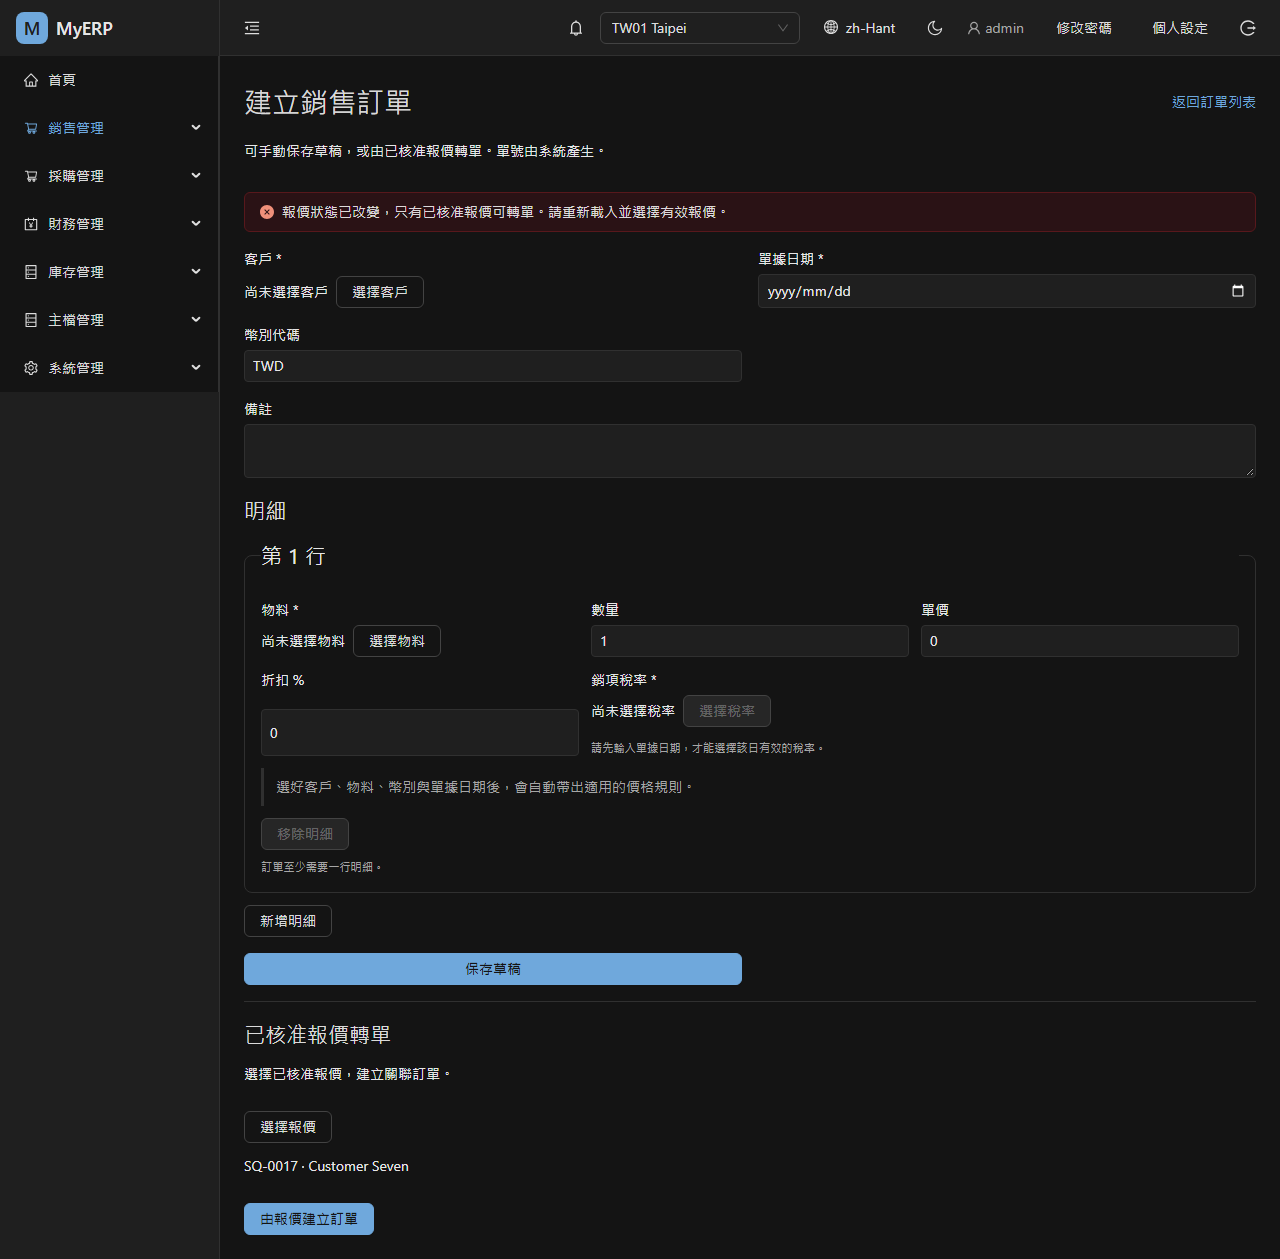 M MyERP
TW01 Taipei
zh-Hant
admin
修改密碼
個人設定
首頁
銷售管理
採購管理
財務管理
庫存管理
主檔管理
系統管理
建立銷售訂單
返回訂單列表
可手動保存草稿，或由已核准報價轉單。單號由系統產生。
報價狀態已改變，只有已核准報價可轉單。請重新載入並選擇有效報價。
客戶 *
單據日期 *
尚未選擇客戶 選擇客戶
yyyy/mm/dd
幣別代碼
TWD
備註
明細
第 1 行
物料 *
數量
單價
尚未選擇物料 選擇物料
1
0
折扣 %
銷項稅率 *
尚未選擇稅率 選擇稅率
0
請先輸入單據日期，才能選擇該日有效的稅率。
選好客戶、物料、幣別與單據日期後，會自動帶出適用的價格規則。
移除明細
訂單至少需要一行明細。
新增明細
保存草稿
已核准報價轉單
選擇已核准報價，建立關聯訂單。
選擇報價
SQ-0017 · Customer Seven
由報價建立訂單